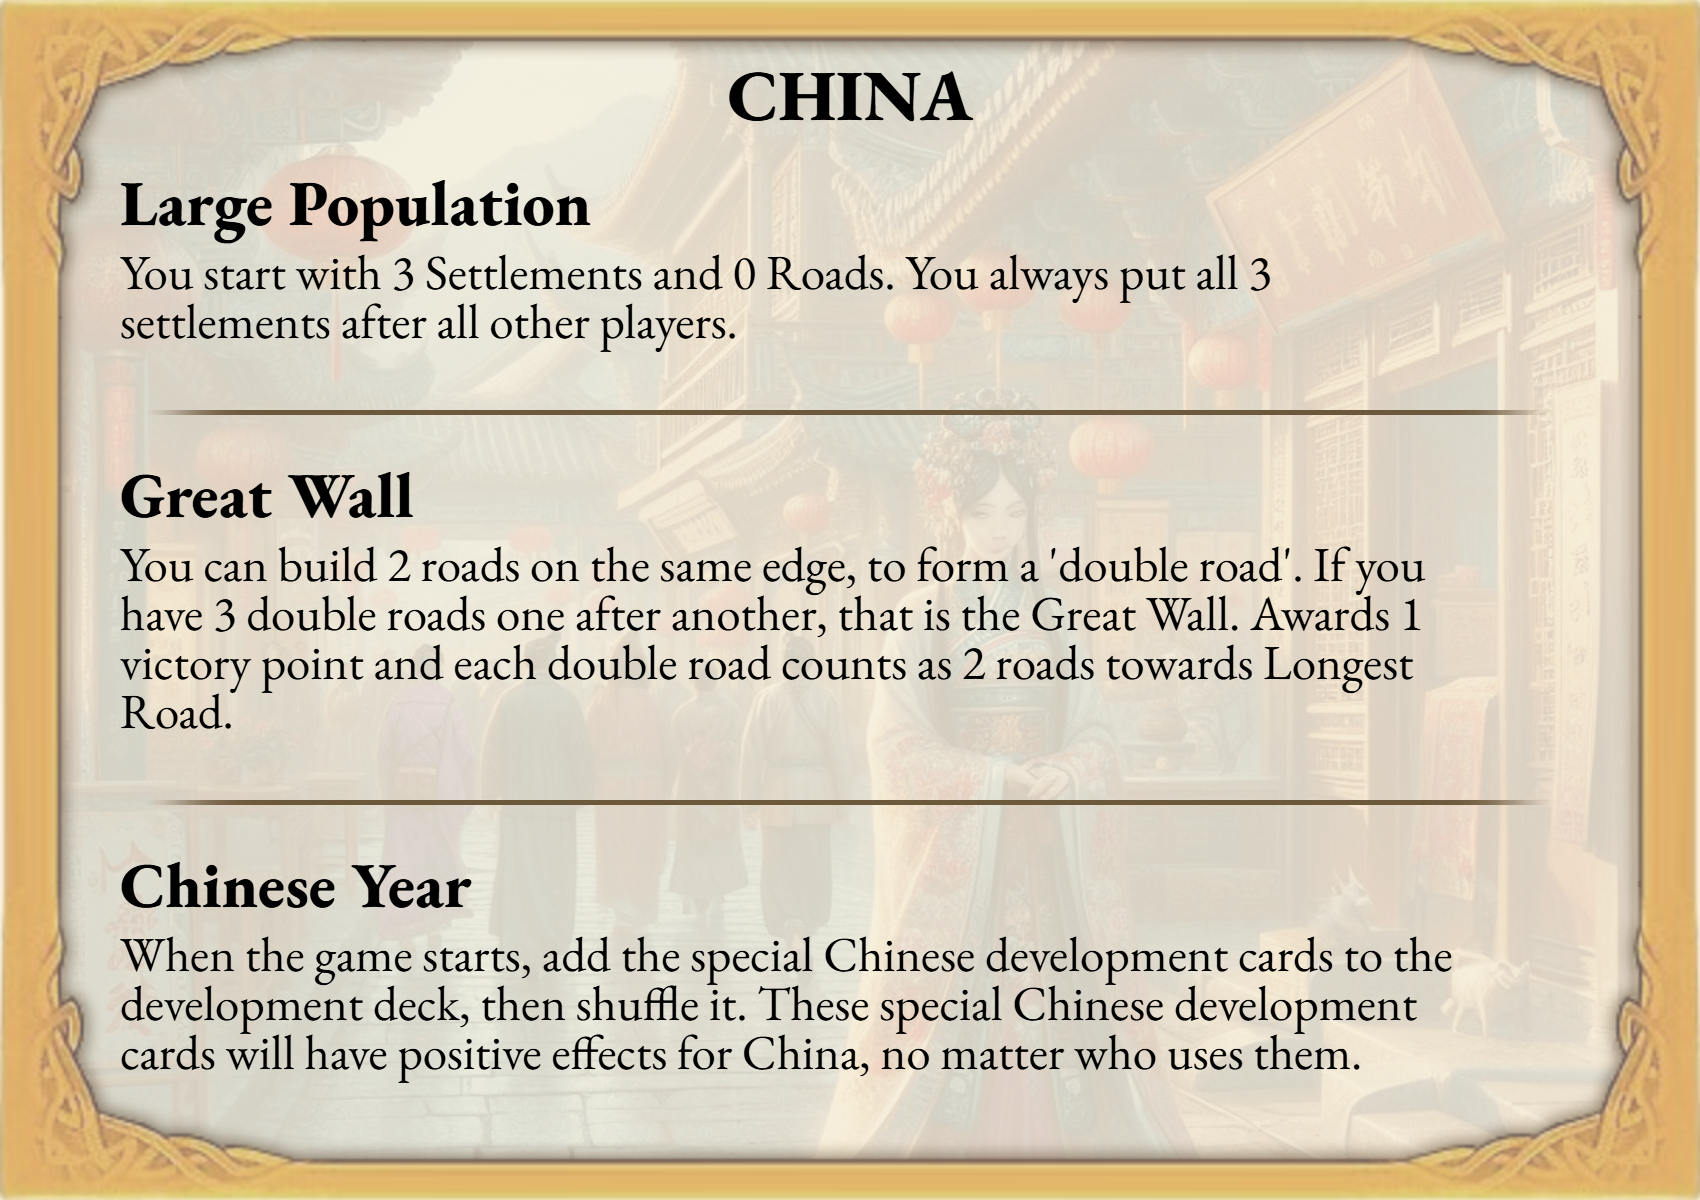 CHINA
Large Population
You start with 3 Settlements and 0 Roads. You always put all 3
settlements after all other players.
Great Wall
You can build 2 roads on the same edge, to form a 'double road'. If you
have 3 double roads one after another, that is the Great Wall. Awards 1
victory point and each double road counts as 2 roads towards Longest
Road.
Chinese Year
When the game starts, add the special Chinese development cards to the
development deck, then shuffle it. These special Chinese development
cards will have positive effects for China, no matter who uses them.